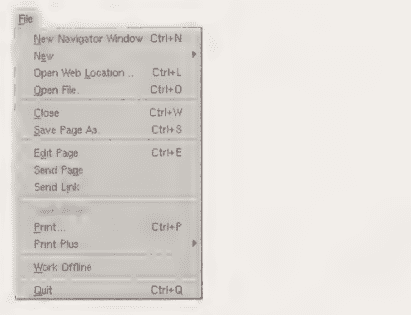 File
New Navigator Window Ctrl+N
New
Open Web Location... Ctrl+L
Open File. Ctrl+O
Close Ctrl+W
Save Page As. Ctrl+S
Edit Page Ctrl+E
Send Page
Send Link
Print... Ctrl+P
Print Plus
Work Offline
Quit Ctrl+Q